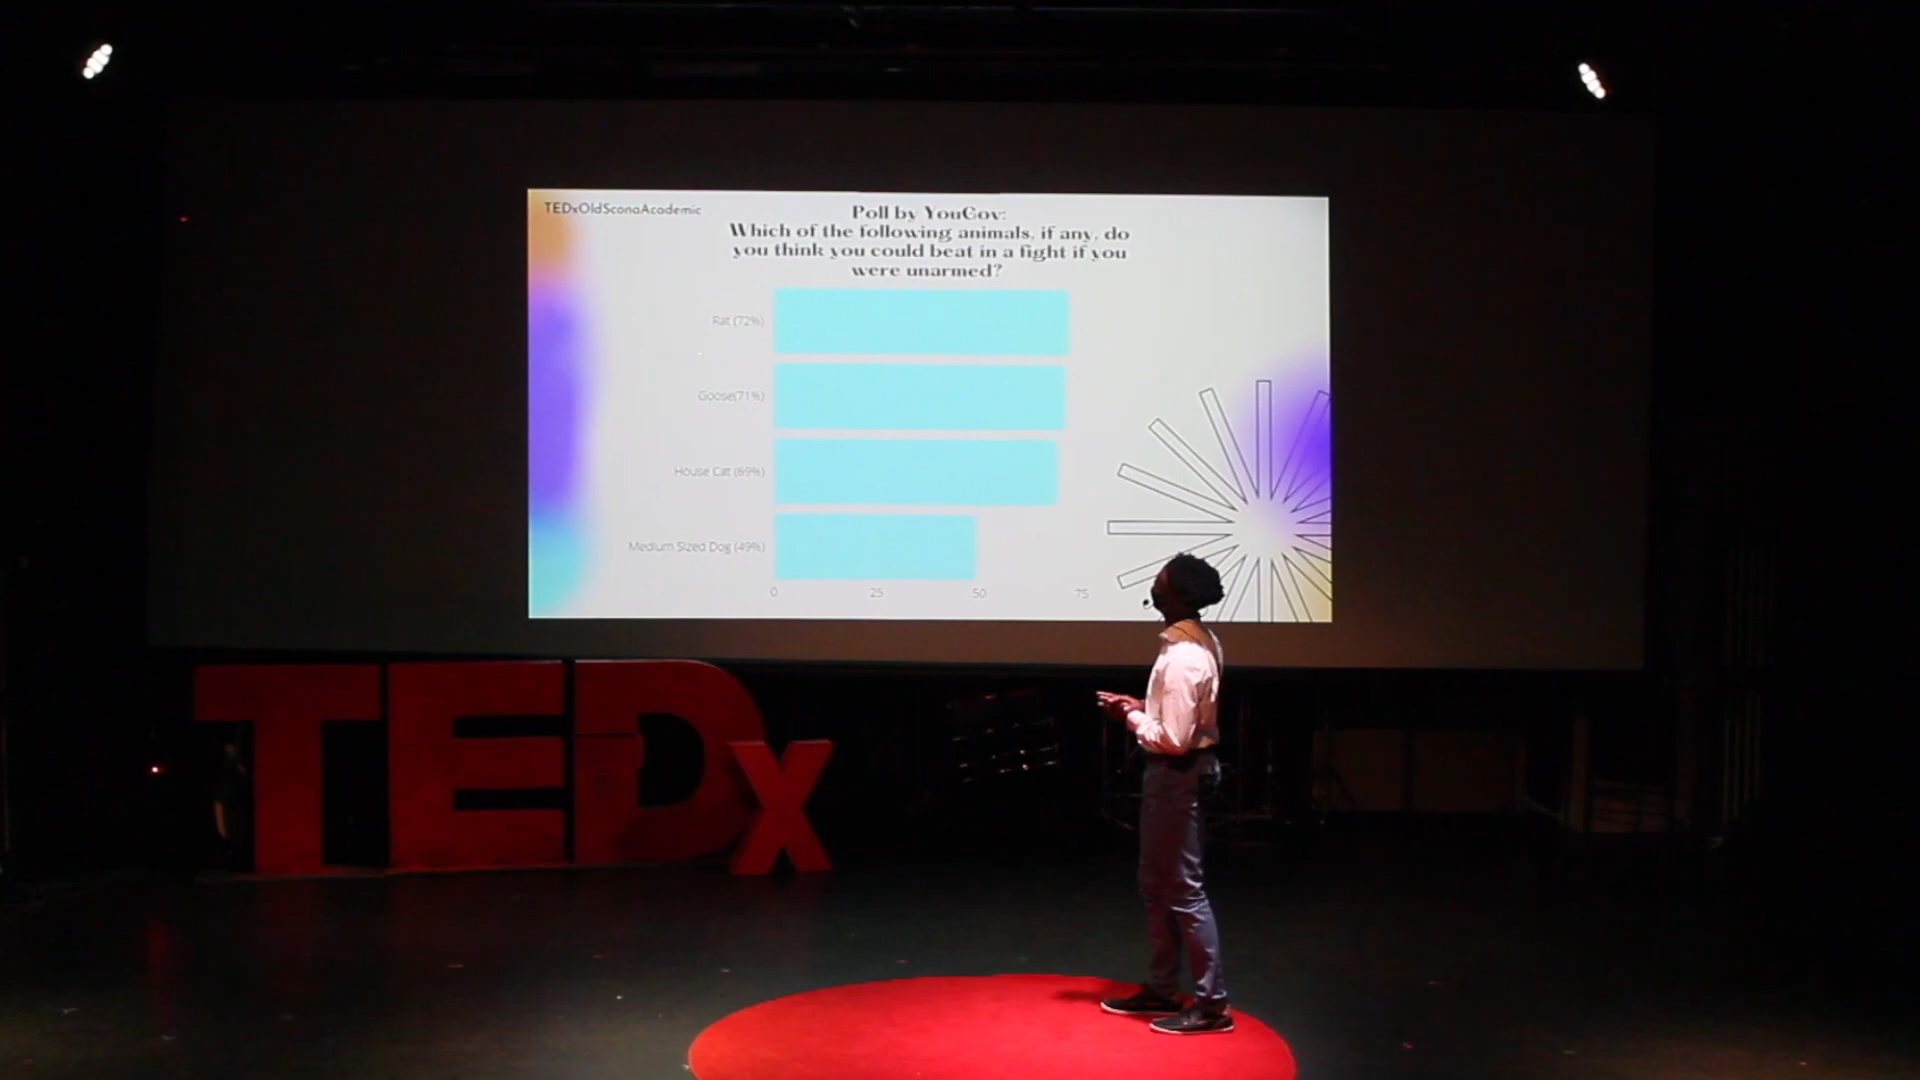 TEDxOldSconaAcademic
Poll by YouGov:
Which of the following animals, if any, do
you think you could beat in a fight if you
were unarmed?
Rat (72%)
Goose(71%)
House Cat (69%)
Medium Sized Dog (49%)
0 25 50 75
TEDx